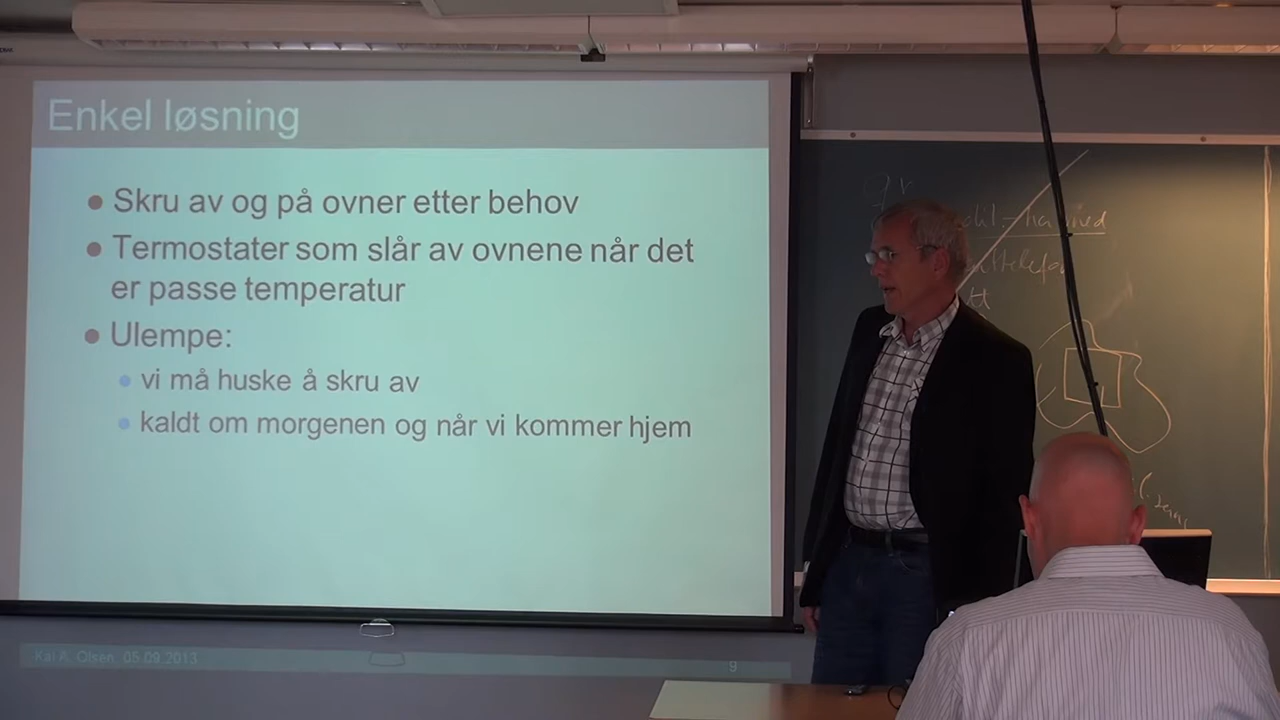 Enkel løsning
Skru av og på ovner etter behov
Termostater som slår av ovnene når det
er passe temperatur
Ulempe:
vi må huske å skru av
kaldt om morgenen og når vi kommer hjem
Kai A. Olsen, 05.09.2013
9